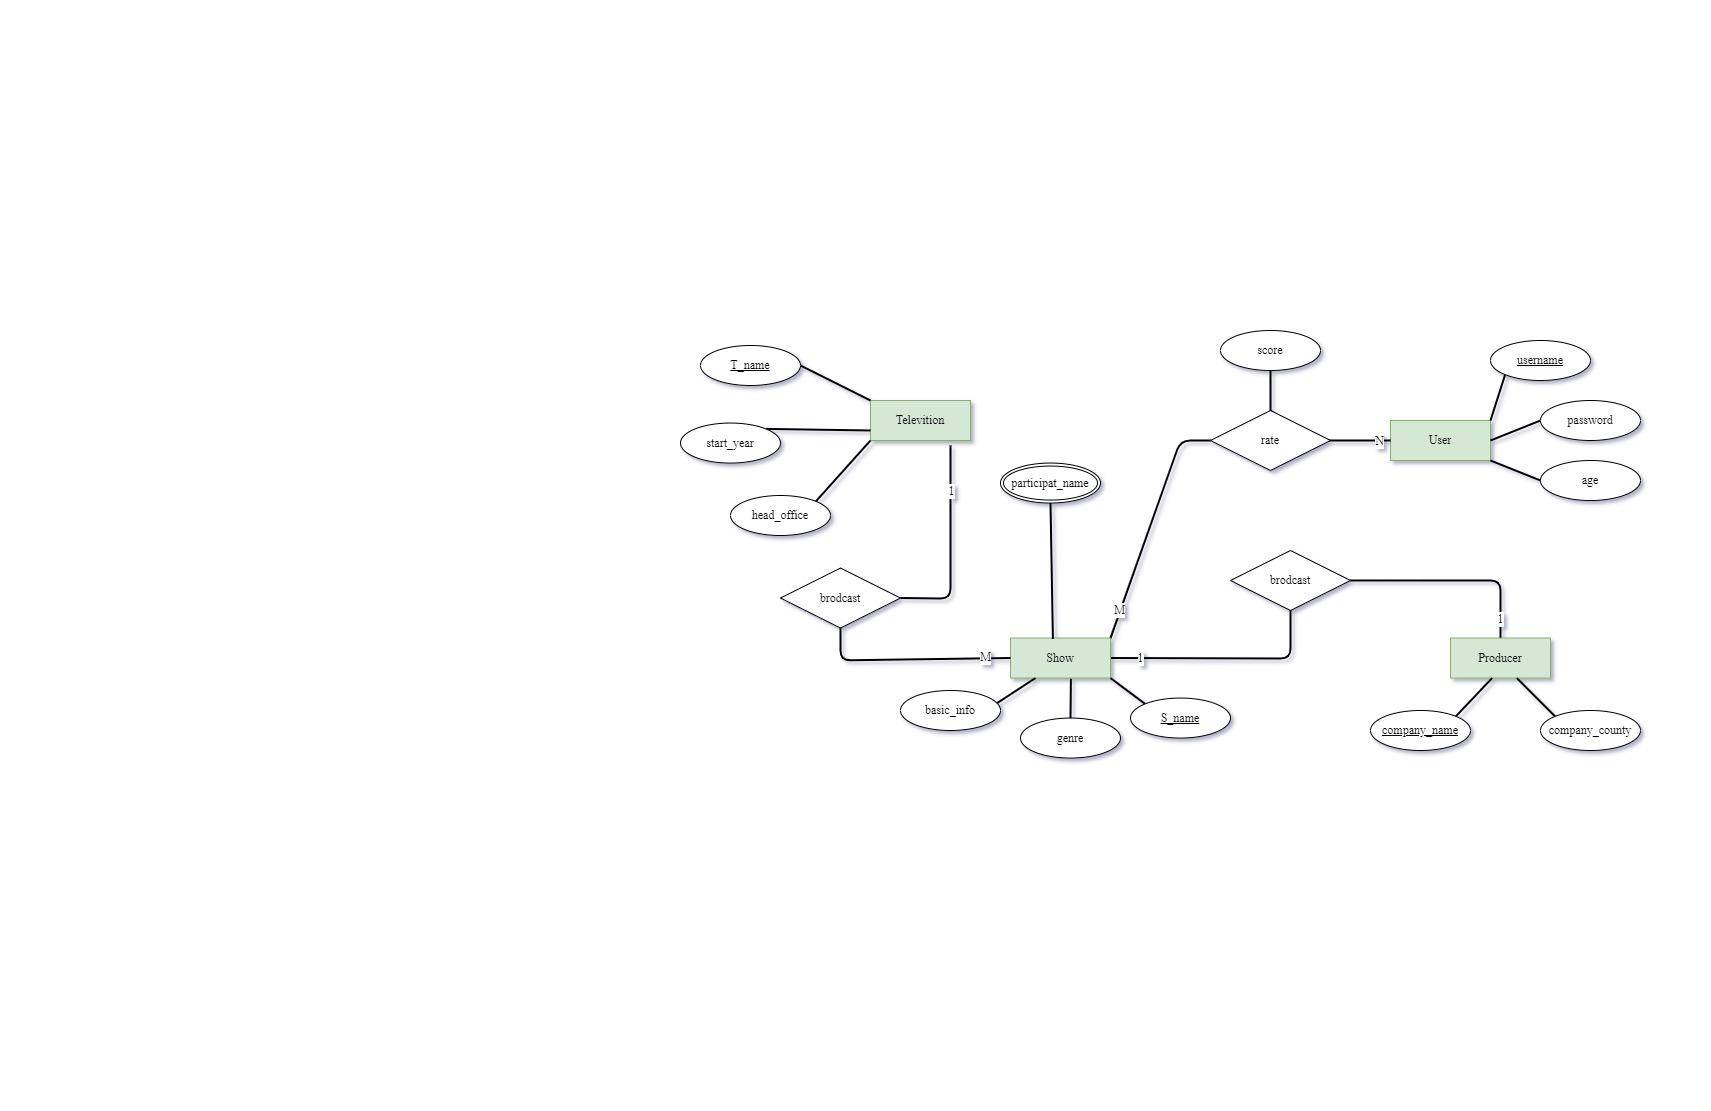 score
T_name
username
Televition
password
rate
N
User
start_year
age
participat_name
1
head_office
brodcast
brodcast
M
1
M
Show
1
Producer
basic_info
S_name
genre
company_name
company_county